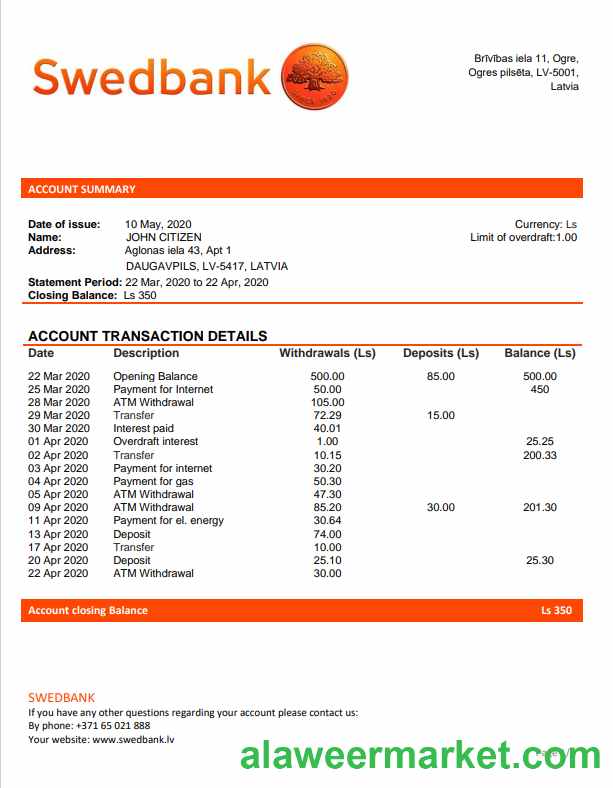 Swedbank
Brīvības iela 11, Ogre,
Ogres pilsēta, LV-5001,
Latvia
ACCOUNT SUMMARY
Date of issue: 10 May, 2020 Currency: Ls
Name: JOHN CITIZEN Limit of overdraft:1.00
Address: Aglonas iela 43, Apt 1
DAUGAVPILS, LV-5417, LATVIA
Statement Period: 22 Mar, 2020 to 22 Apr, 2020
Closing Balance: Ls 350
ACCOUNT TRANSACTION DETAILS
Date Description Withdrawals (Ls) Deposits (Ls) Balance (Ls)
22 Mar 2020 Opening Balance 500.00 85.00 500.00
25 Mar 2020 Payment for Internet 50.00 450
28 Mar 2020 ATM Withdrawal 105.00
29 Mar 2020 Transfer 72.29 15.00
30 Mar 2020 Interest paid 40.01
01 Apr 2020 Overdraft interest 1.00 25.25
02 Apr 2020 Transfer 10.15 200.33
03 Apr 2020 Payment for internet 30.20
04 Apr 2020 Payment for gas 50.30
05 Apr 2020 ATM Withdrawal 47.30
09 Apr 2020 ATM Withdrawal 85.20 30.00 201.30
11 Apr 2020 Payment for el. energy 30.64
13 Apr 2020 Deposit 74.00
17 Apr 2020 Transfer 10.00
20 Apr 2020 Deposit 25.10 25.30
22 Apr 2020 ATM Withdrawal 30.00
Account closing Balance Ls 350
SWEDBANK
If you have any other questions regarding your account please contact us:
By phone: +371 65 021 888
Your website: www.swedbank.lv
alaweermarket.com